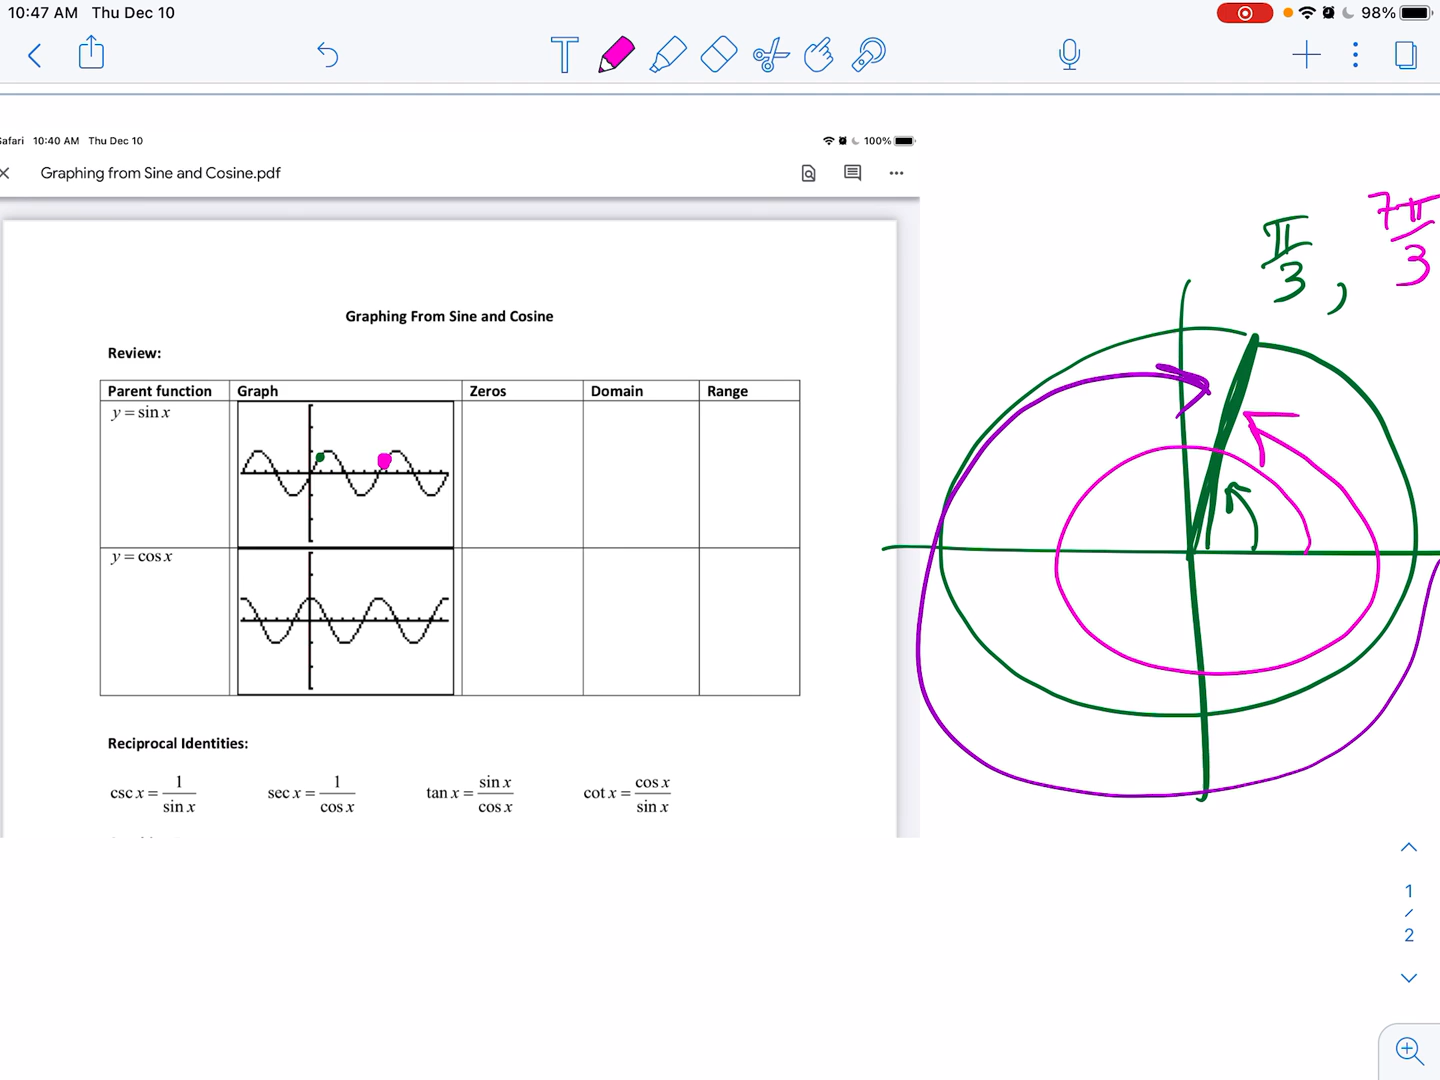 10:47 AM Thu Dec 10
98%
afari 10:40 AM Thu Dec 10
100%
Graphing from Sine and Cosine.pdf
Graphing From Sine and Cosine
Review:
Parent function Graph Zeros Domain Range
y = sin x
y = cos x
Reciprocal Identities:
csc x = 1/sin x sec x = 1/cos x tan x = sin x/cos x cot x = cos x/sin x
π/3, 7π/3
1
/
2